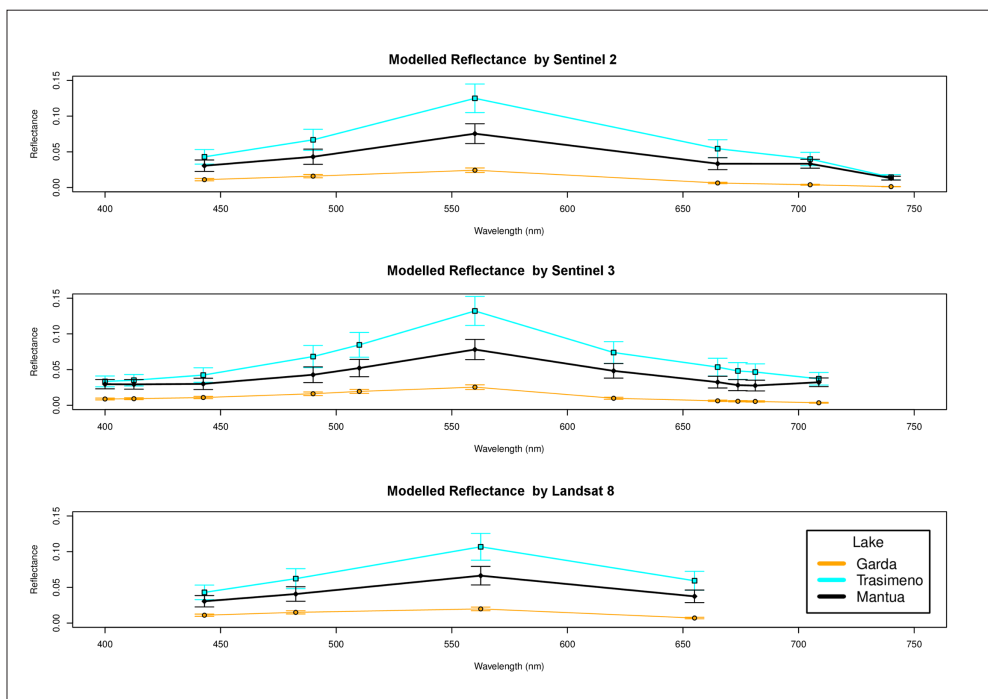 Modelled Reflectance by Sentinel 2
Reflectance
0.00 0.05 0.10 0.15
400 450 500 550 600 650 700 750
Wavelength (nm)
Modelled Reflectance by Sentinel 3
Reflectance
0.00 0.05 0.10 0.15
400 450 500 550 600 650 700 750
Wavelength (nm)
Modelled Reflectance by Landsat 8
Reflectance
0.00 0.05 0.10 0.15
Lake
Garda
Trasimeno
Mantua
400 450 500 550 600 650 700 750
Wavelength (nm)